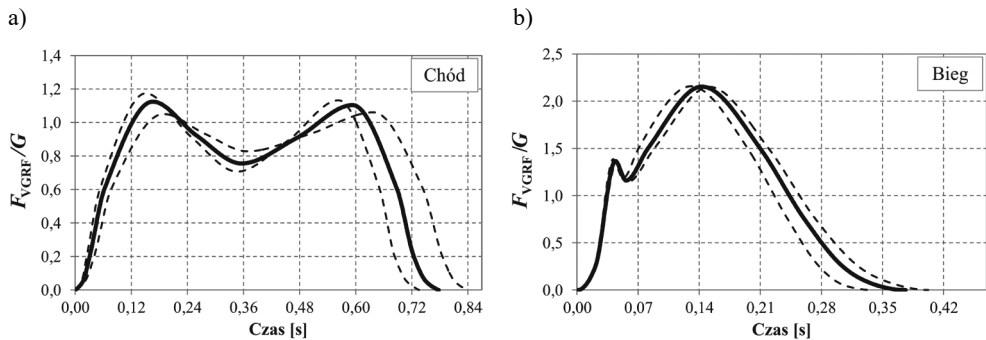 a)
b)
1,4
1,2
1,0
0,8
0,6
0,4
0,2
0,0
F_VGRF/G
Chód
0,00 0,12 0,24 0,36 0,48 0,60 0,72 0,84
Czas [s]
2,5
2,0
1,5
1,0
0,5
0,0
F_VGRF/G
Bieg
0,00 0,07 0,14 0,21 0,28 0,35 0,42
Czas [s]